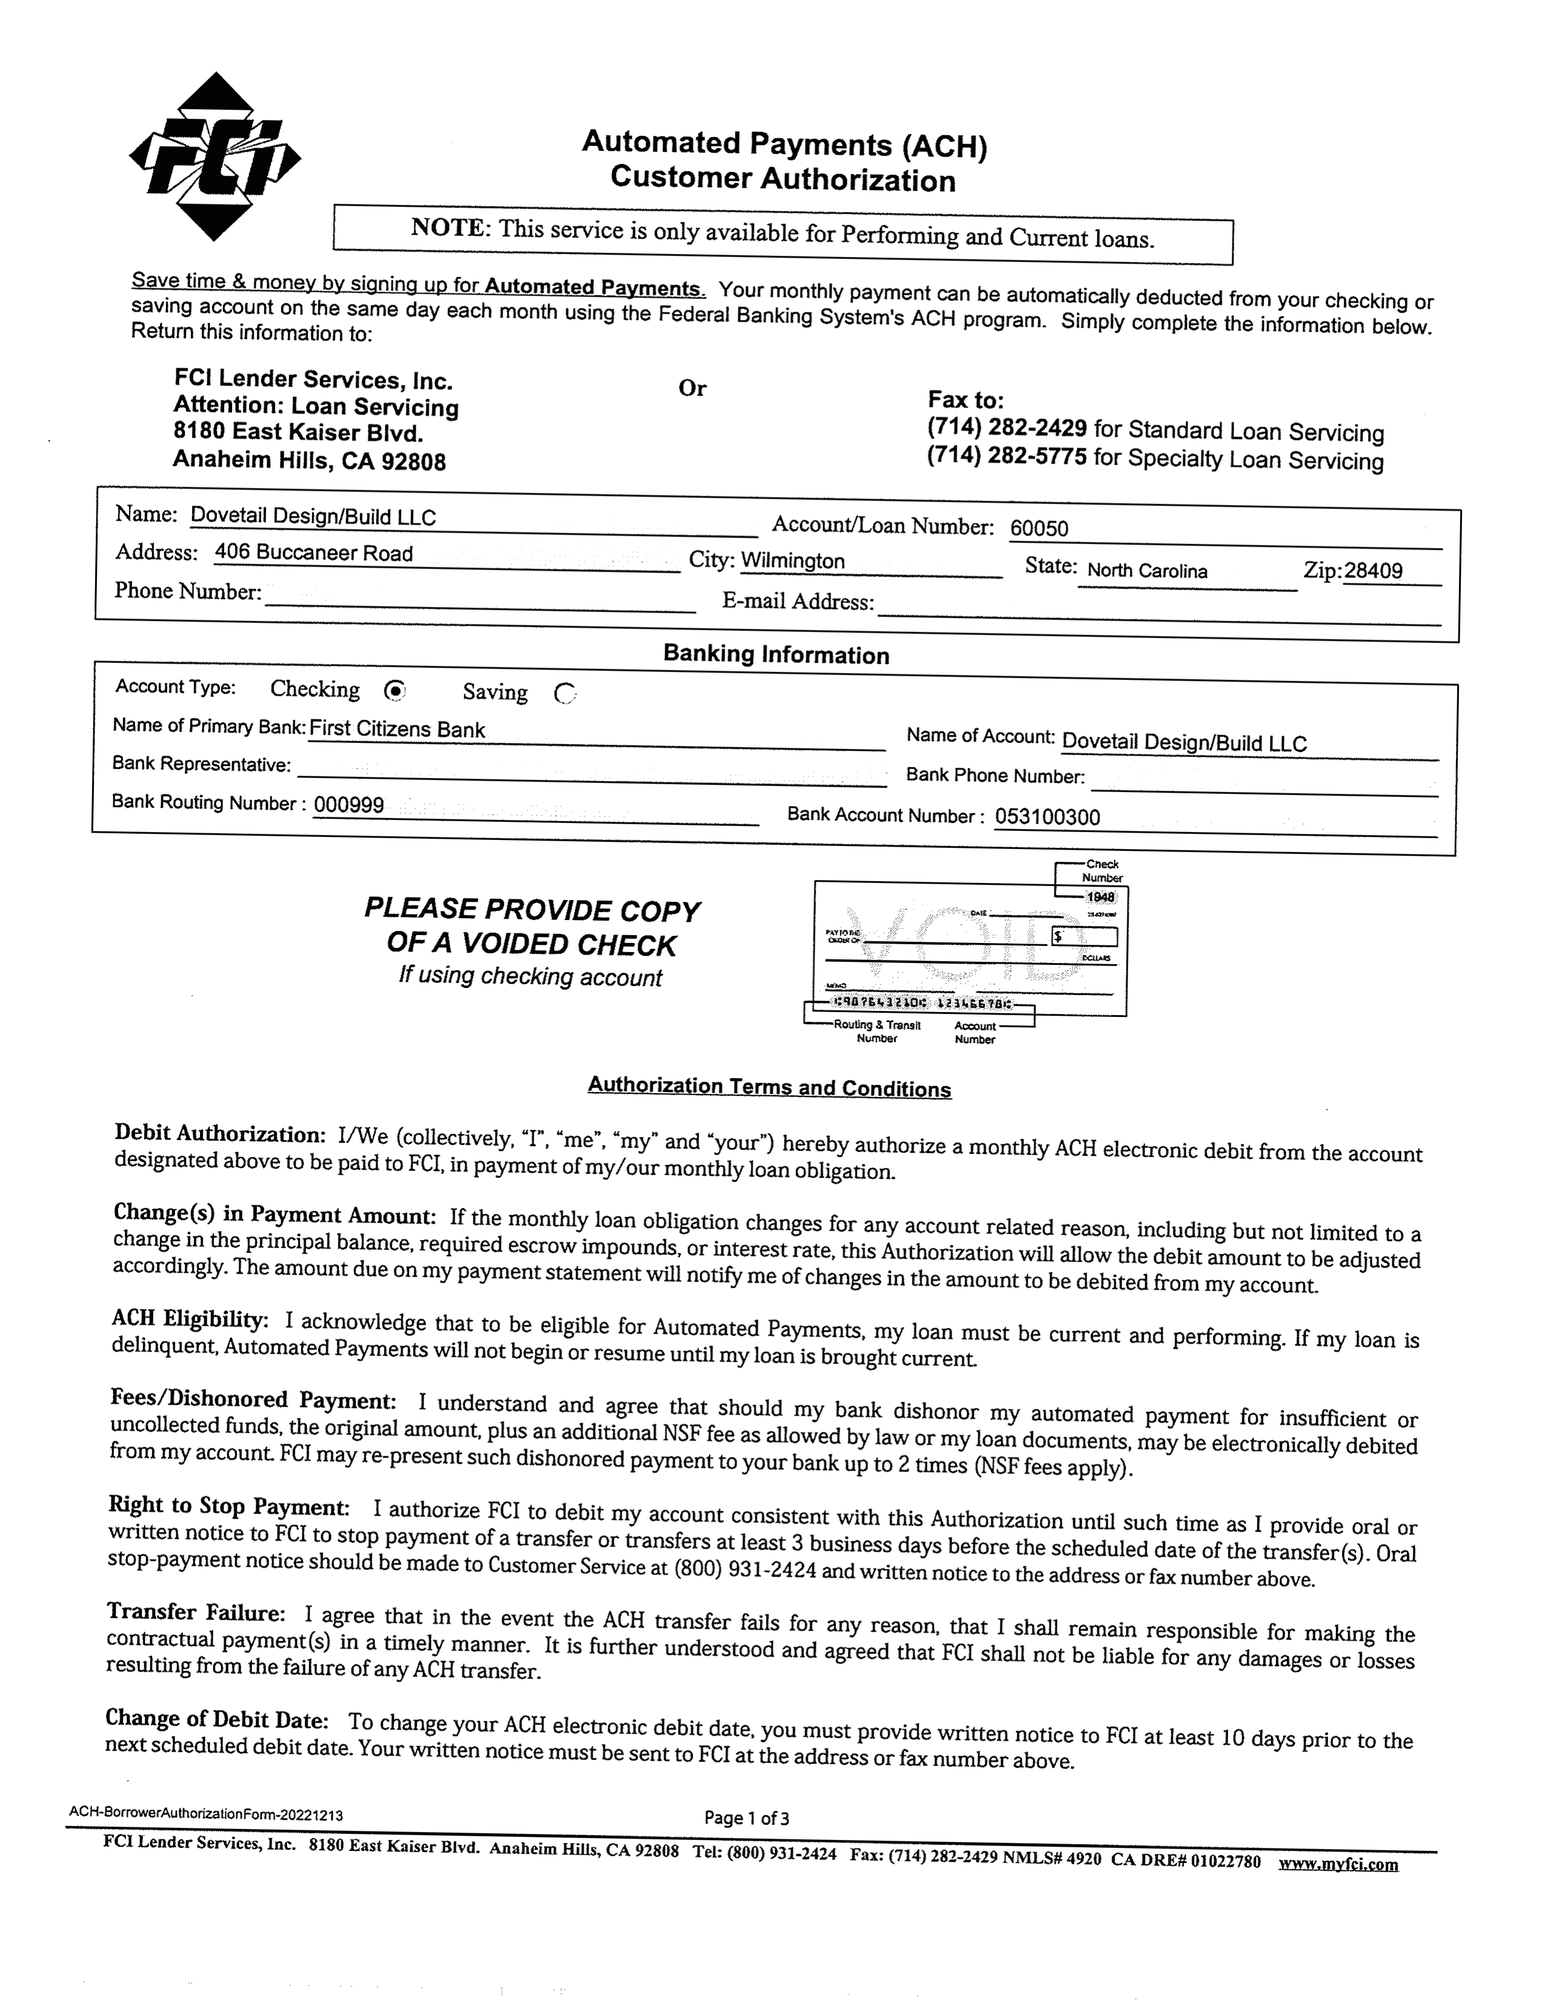 FCI
Automated Payments (ACH)
Customer Authorization
NOTE: This service is only available for Performing and Current loans.
Save time & money by signing up for Automated Payments. Your monthly payment can be automatically deducted from your checking or
saving account on the same day each month using the Federal Banking System's ACH program. Simply complete the information below.
Return this information to:
FCI Lender Services, Inc.
Attention: Loan Servicing
8180 East Kaiser Blvd.
Anaheim Hills, CA 92808
Or
Fax to:
(714) 282-2429 for Standard Loan Servicing
(714) 282-5775 for Specialty Loan Servicing
Name: Dovetail Design/Build LLC Account/Loan Number: 60050
Address: 406 Buccaneer Road City: Wilmington State: North Carolina Zip: 28409
Phone Number: E-mail Address:
Banking Information
Account Type: Checking Saving
Name of Primary Bank: First Citizens Bank Name of Account: Dovetail Design/Build LLC
Bank Representative: Bank Phone Number:
Bank Routing Number : 000999 Bank Account Number : 053100300
PLEASE PROVIDE COPY
OF A VOIDED CHECK
If using checking account
Check
Number
1948
DATE
PAY TO THE
ORDER OF
$
DOLLARS
VOID
MEMO
Routing & Transit
Number
Account
Number
Authorization Terms and Conditions
Debit Authorization: I/We (collectively, “I”, “me”, “my” and “your”) hereby authorize a monthly ACH electronic debit from the account
designated above to be paid to FCI, in payment of my/our monthly loan obligation.
Change(s) in Payment Amount: If the monthly loan obligation changes for any account related reason, including but not limited to a
change in the principal balance, required escrow impounds, or interest rate, this Authorization will allow the debit amount to be adjusted
accordingly. The amount due on my payment statement will notify me of changes in the amount to be debited from my account.
ACH Eligibility: I acknowledge that to be eligible for Automated Payments, my loan must be current and performing. If my loan is
delinquent, Automated Payments will not begin or resume until my loan is brought current.
Fees/Dishonored Payment: I understand and agree that should my bank dishonor my automated payment for insufficient or
uncollected funds, the original amount, plus an additional NSF fee as allowed by law or my loan documents, may be electronically debited
from my account. FCI may re-present such dishonored payment to your bank up to 2 times (NSF fees apply).
Right to Stop Payment: I authorize FCI to debit my account consistent with this Authorization until such time as I provide oral or
written notice to FCI to stop payment of a transfer or transfers at least 3 business days before the scheduled date of the transfer(s). Oral
stop-payment notice should be made to Customer Service at (800) 931-2424 and written notice to the address or fax number above.
Transfer Failure: I agree that in the event the ACH transfer fails for any reason, that I shall remain responsible for making the
contractual payment(s) in a timely manner. It is further understood and agreed that FCI shall not be liable for any damages or losses
resulting from the failure of any ACH transfer.
Change of Debit Date: To change your ACH electronic debit date, you must provide written notice to FCI at least 10 days prior to the
next scheduled debit date. Your written notice must be sent to FCI at the address or fax number above.
ACH-BorrowerAuthorizationForm-20221213
Page 1 of 3
FCI Lender Services, Inc. 8180 East Kaiser Blvd. Anaheim Hills, CA 92808 Tel: (800) 931-2424 Fax: (714) 282-2429 NMLS# 4920 CA DRE# 01022780 www.myfci.com